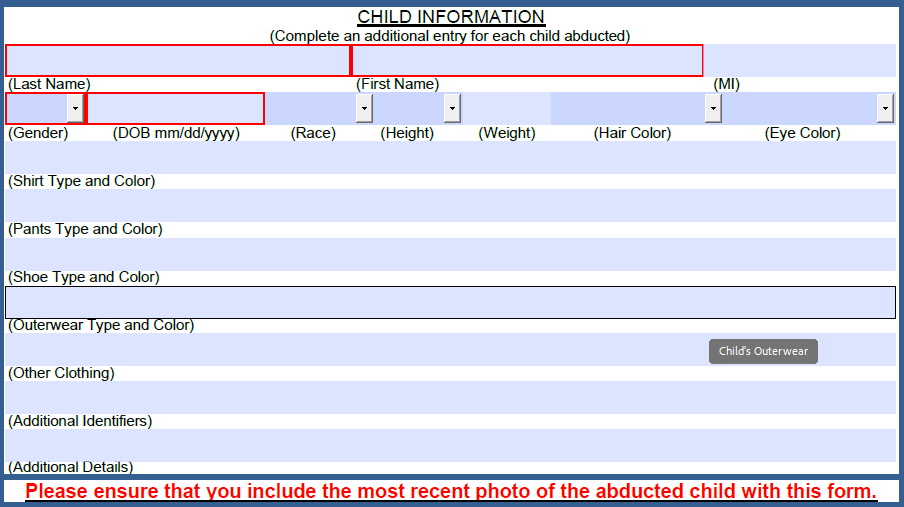 CHILD INFORMATION
(Complete an additional entry for each child abducted)
(Last Name) (First Name) (MI)
(Gender) (DOB mm/dd/yyyy) (Race) (Height) (Weight) (Hair Color) (Eye Color)
(Shirt Type and Color)
(Pants Type and Color)
(Shoe Type and Color)
(Outerwear Type and Color)
Child's Outerwear
(Other Clothing)
(Additional Identifiers)
(Additional Details)
Please ensure that you include the most recent photo of the abducted child with this form.